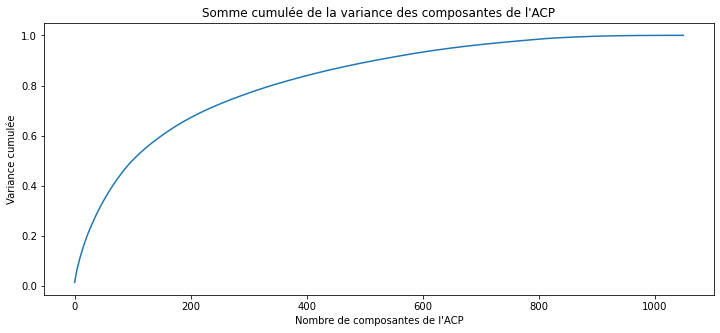 Somme cumulée de la variance des composantes de l'ACP
Variance cumulée
1.0
0.8
0.6
0.4
0.2
0.0
0 200 400 600 800 1000
Nombre de composantes de l'ACP